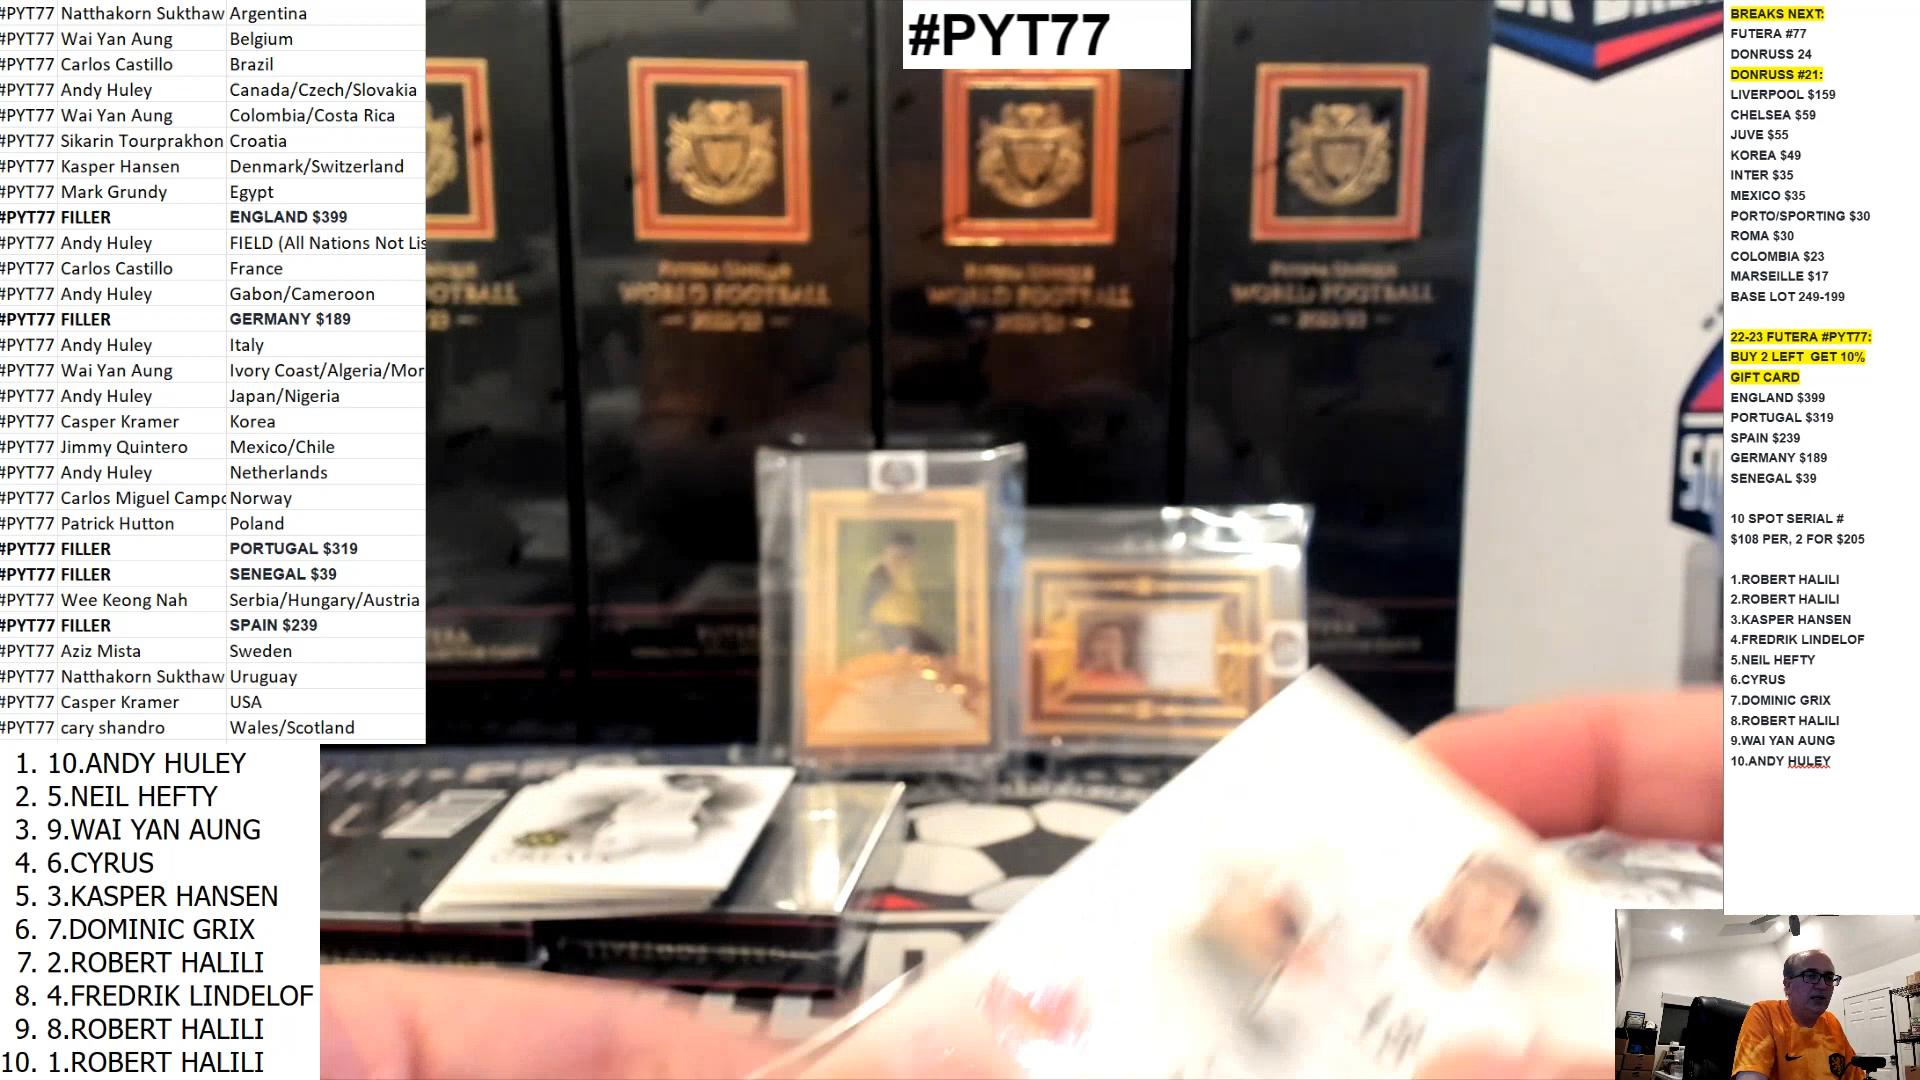 #PYT77 Natthakorn Sukthaw Argentina
#PYT77 Wai Yan Aung Belgium
#PYT77 Carlos Castillo Brazil
#PYT77 Andy Huley Canada/Czech/Slovakia
#PYT77 Wai Yan Aung Colombia/Costa Rica
#PYT77 Sikarin Tourprakhon Croatia
#PYT77 Kasper Hansen Denmark/Switzerland
#PYT77 Mark Grundy Egypt
#PYT77 FILLER ENGLAND $399
#PYT77 Andy Huley FIELD (All Nations Not Lis
#PYT77 Carlos Castillo France
#PYT77 Andy Huley Gabon/Cameroon
#PYT77 FILLER GERMANY $189
#PYT77 Andy Huley Italy
#PYT77 Wai Yan Aung Ivory Coast/Algeria/Mor
#PYT77 Andy Huley Japan/Nigeria
#PYT77 Casper Kramer Korea
#PYT77 Jimmy Quintero Mexico/Chile
#PYT77 Andy Huley Netherlands
#PYT77 Carlos Miguel Campo Norway
#PYT77 Patrick Hutton Poland
#PYT77 FILLER PORTUGAL $319
#PYT77 FILLER SENEGAL $39
#PYT77 Wee Keong Nah Serbia/Hungary/Austria
#PYT77 FILLER SPAIN $239
#PYT77 Aziz Mista Sweden
#PYT77 Natthakorn Sukthaw Uruguay
#PYT77 Casper Kramer USA
#PYT77 cary shandro Wales/Scotland
1. 10.ANDY HULEY
2. 5.NEIL HEFTY
3. 9.WAI YAN AUNG
4. 6.CYRUS
5. 3.KASPER HANSEN
6. 7.DOMINIC GRIX
7. 2.ROBERT HALILI
8. 4.FREDRIK LINDELOF
9. 8.ROBERT HALILI
10. 1.ROBERT HALILI
#PYT77
WORLD FOOTBALL
2022/23
WORLD FOOTBALL
2022/23
WORLD FOOTBALL
2022/23
BREAKS NEXT:
FUTERA #77
DONRUSS 24
DONRUSS #21:
LIVERPOOL $159
CHELSEA $59
JUVE $55
KOREA $49
INTER $35
MEXICO $35
PORTO/SPORTING $30
ROMA $30
COLOMBIA $23
MARSEILLE $17
BASE LOT 249-199
22-23 FUTERA #PYT77:
BUY 2 LEFT GET 10%
GIFT CARD
ENGLAND $399
PORTUGAL $319
SPAIN $239
GERMANY $189
SENEGAL $39
10 SPOT SERIAL #
$108 PER, 2 FOR $205
1.ROBERT HALILI
2.ROBERT HALILI
3.KASPER HANSEN
4.FREDRIK LINDELOF
5.NEIL HEFTY
6.CYRUS
7.DOMINIC GRIX
8.ROBERT HALILI
9.WAI YAN AUNG
10.ANDY HULEY